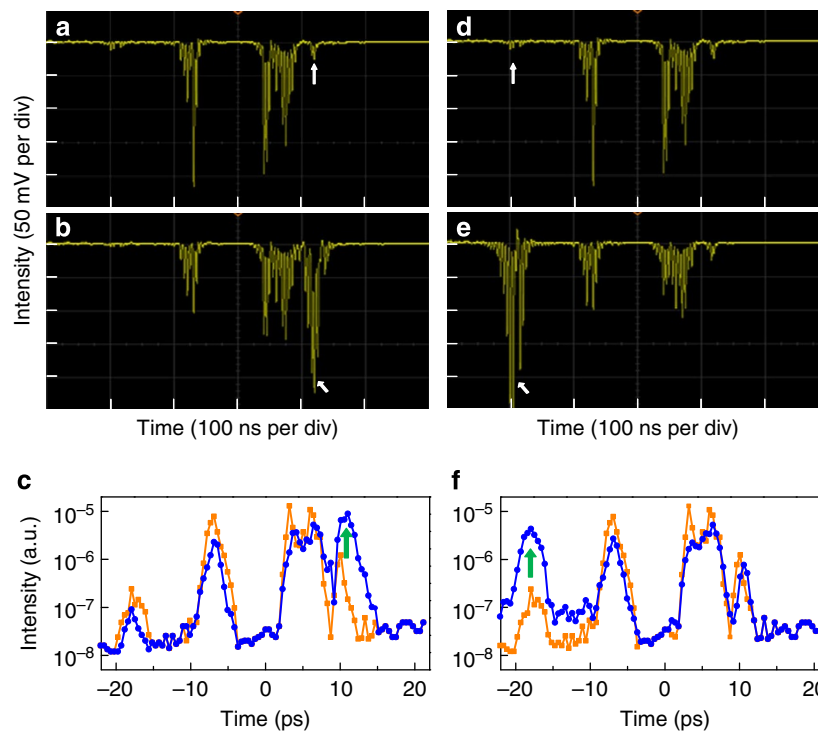 a
d
b
e
Intensity (50 mV per div)
Time (100 ns per div)
Time (100 ns per div)
c
f
10⁻⁵
10⁻⁶
10⁻⁷
10⁻⁸
Intensity (a.u.)
−20
−10
0
10
20
Time (ps)
10⁻⁵
10⁻⁶
10⁻⁷
10⁻⁸
−20
−10
0
10
20
Time (ps)